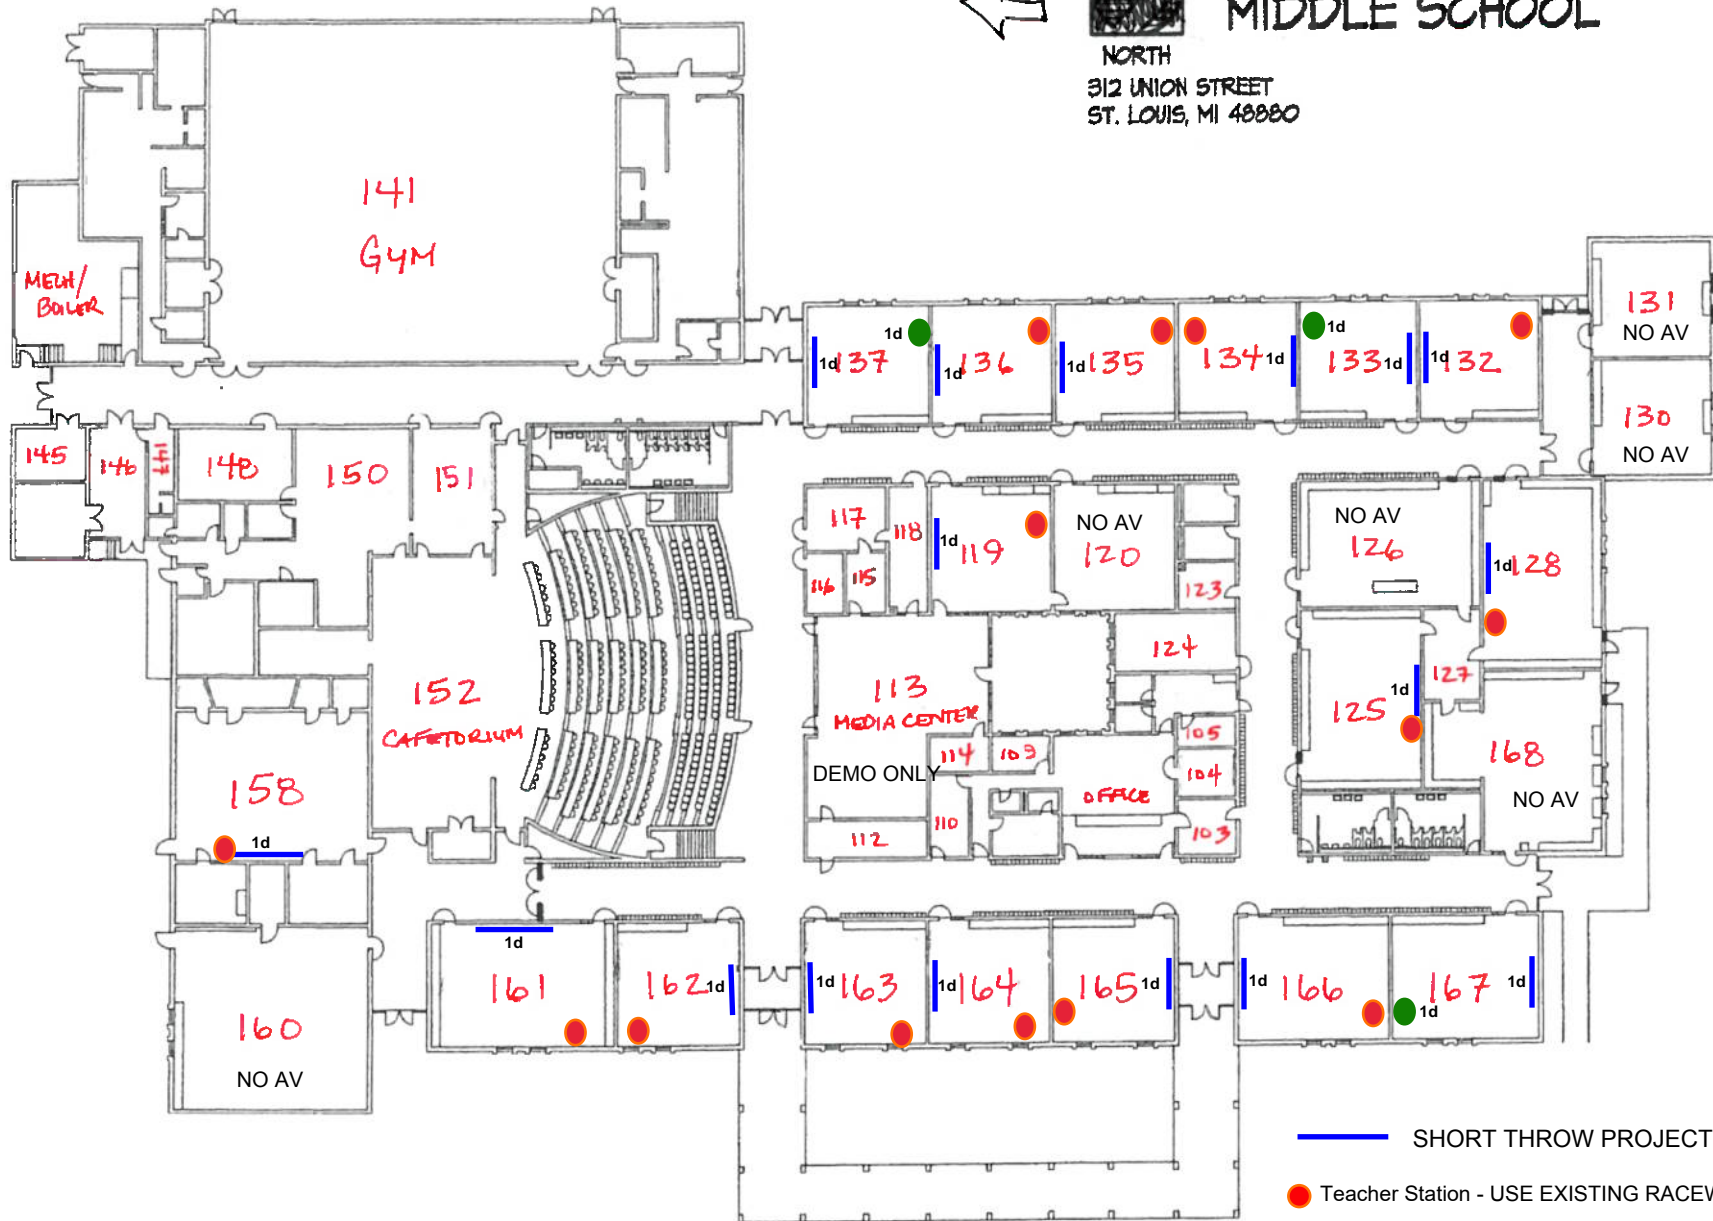 MIDDLE SCHOOL
NORTH
312 UNION STREET
ST. LOUIS, MI 48880
141
GYM
MECH/
BOILER
131
NO AV
130
NO AV
1d
137
1d
1d
136
1d
135
134
1d
1d
133
1d
1d
132
145
146
147
148
150
151
117
118
116
115
1d
119
NO AV
120
123
124
NO AV
126
1d
128
127
125
1d
168
NO AV
152
CAFETORIUM
113
MEDIA CENTER
DEMO ONLY
114
109
110
112
OFFICE
105
104
103
158
1d
160
NO AV
1d
161
162
1d
1d
163
1d
164
165
1d
1d
166
167
1d
1d
SHORT THROW PROJECT
Teacher Station - USE EXISTING RACEW